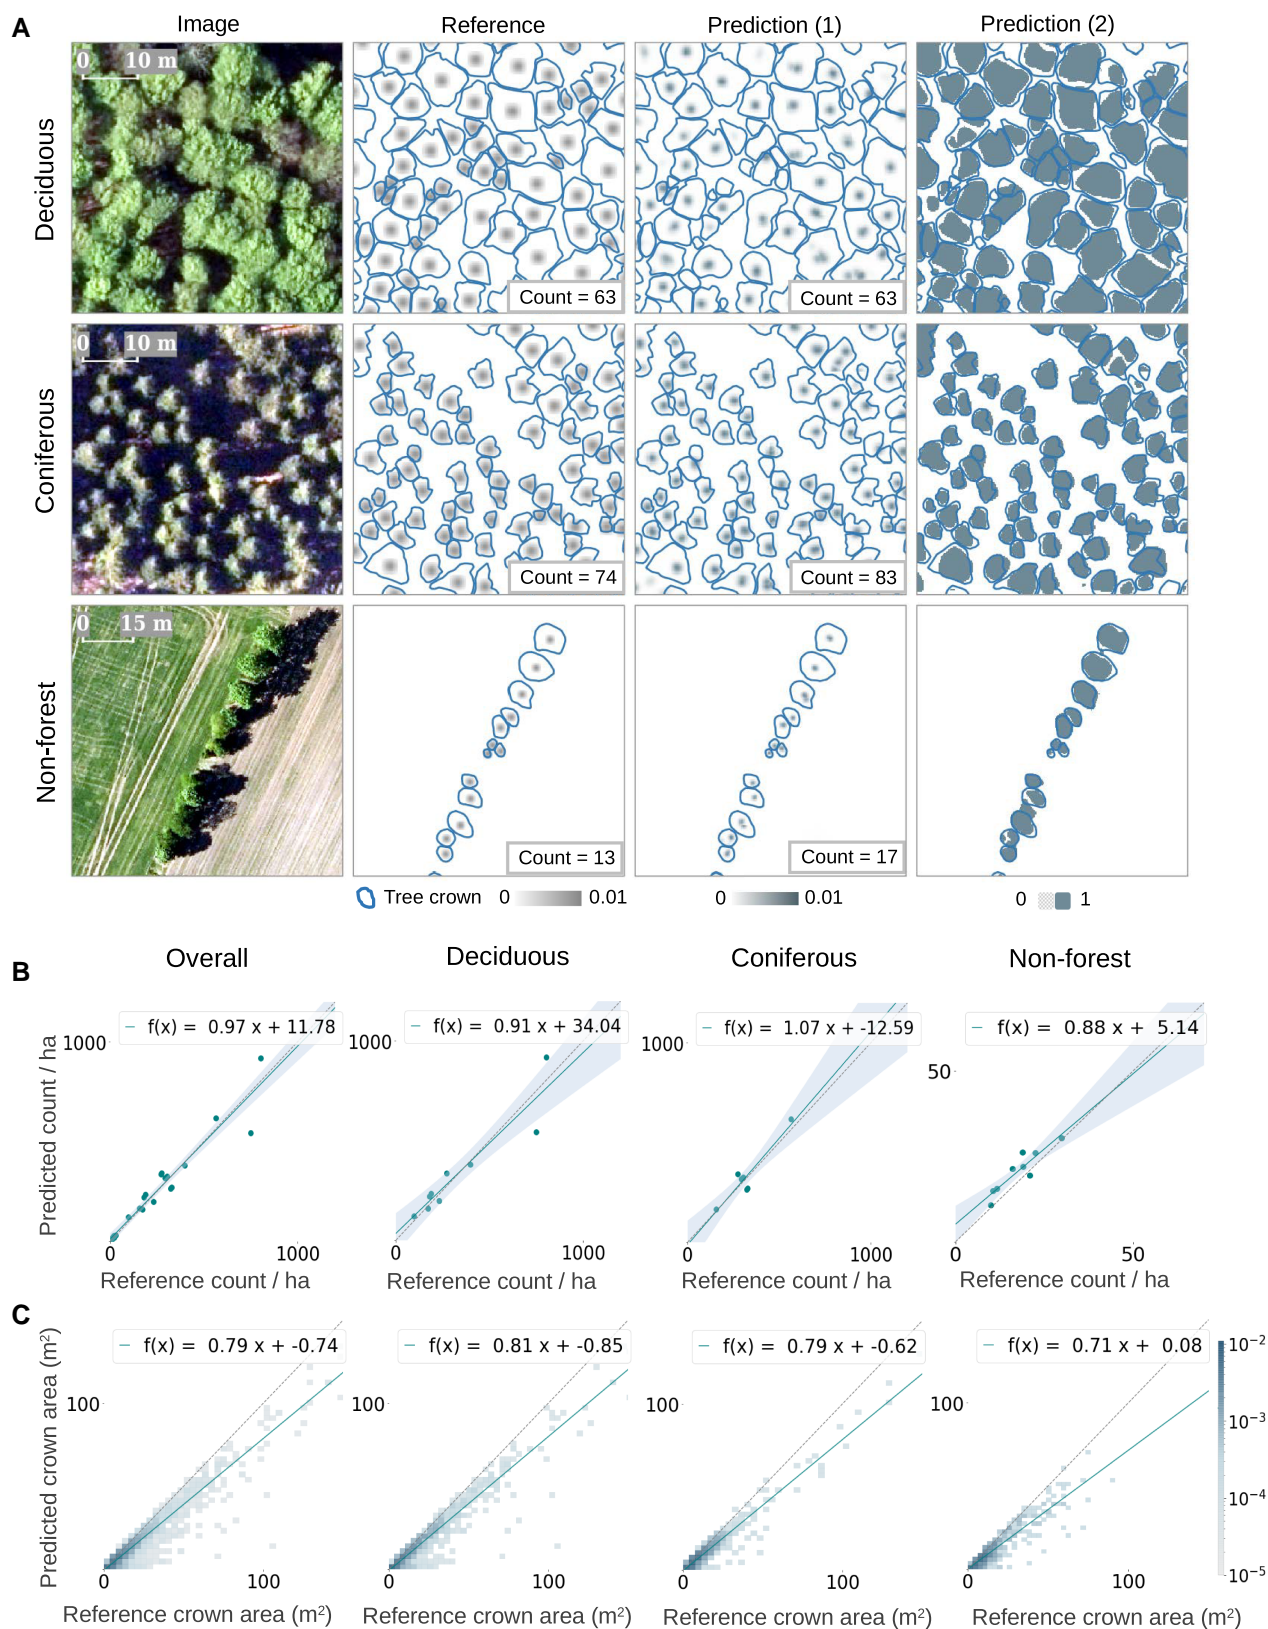 A
Image
Reference
Prediction (1)
Prediction (2)
Deciduous
0 10 m
Count = 63
Count = 63
Coniferous
0 10 m
Count = 74
Count = 83
Non-forest
0 15 m
Count = 13
Count = 17
Tree crown 0 0.01
0 0.01
0 1
B
Overall
Deciduous
Coniferous
Non-forest
Predicted count / ha
f(x) = 0.97 x + 11.78
1000
0 1000
Reference count / ha
f(x) = 0.91 x + 34.04
1000
0 1000
Reference count / ha
f(x) = 1.07 x + -12.59
1000
0 1000
Reference count / ha
f(x) = 0.88 x + 5.14
50
0 50
Reference count / ha
C
Predicted crown area (m²)
f(x) = 0.79 x + -0.74
100
0 100
Reference crown area (m²)
f(x) = 0.81 x + -0.85
100
0 100
Reference crown area (m²)
f(x) = 0.79 x + -0.62
100
0 100
Reference crown area (m²)
f(x) = 0.71 x + 0.08
100
0 100
Reference crown area (m²)
10⁻²
10⁻³
10⁻⁴
10⁻⁵